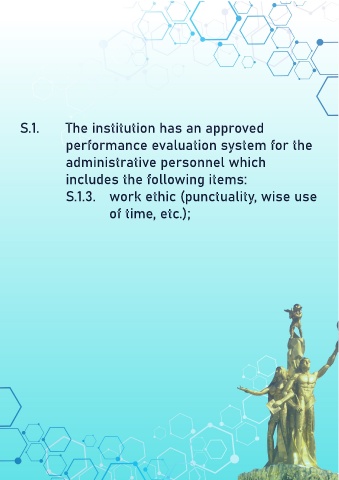 S.1. The institution has an approved
performance evaluation system for the
administrative personnel which
includes the following items:
S.1.3. work ethic (punctuality, wise use
of time, etc.);